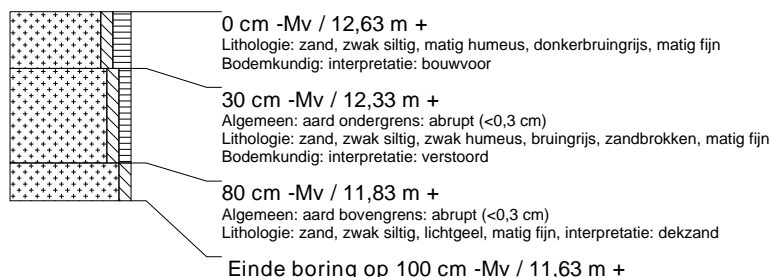 0 cm -Mv / 12,63 m +
Lithologie: zand, zwak siltig, matig humeus, donkerbruingrijs, matig fijn
Bodemkundig: interpretatie: bouwvoor
30 cm -Mv / 12,33 m +
Algemeen: aard ondergrens: abrupt (<0,3 cm)
Lithologie: zand, zwak siltig, zwak humeus, bruingrijs, zandbrokken, matig fijn
Bodemkundig: interpretatie: verstoord
80 cm -Mv / 11,83 m +
Algemeen: aard bovengrens: abrupt (<0,3 cm)
Lithologie: zand, zwak siltig, lichtgeel, matig fijn, interpretatie: dekzand
Einde boring op 100 cm -Mv / 11,63 m +